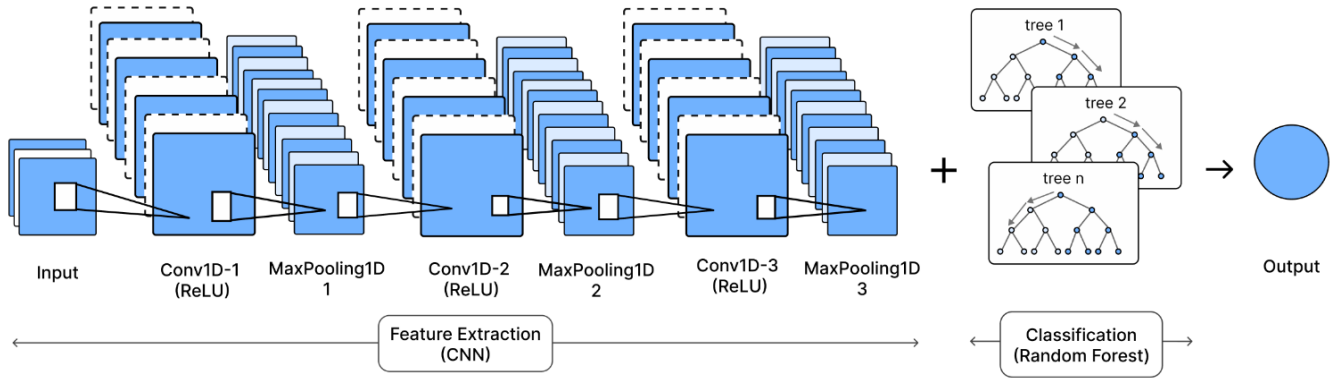 tree 1
tree 2
tree n
+
Input
Conv1D-1
(ReLU)
MaxPooling1D
1
Conv1D-2
(ReLU)
MaxPooling1D
2
Conv1D-3
(ReLU)
MaxPooling1D
3
Output
Feature Extraction
(CNN)
Classification
(Random Forest)